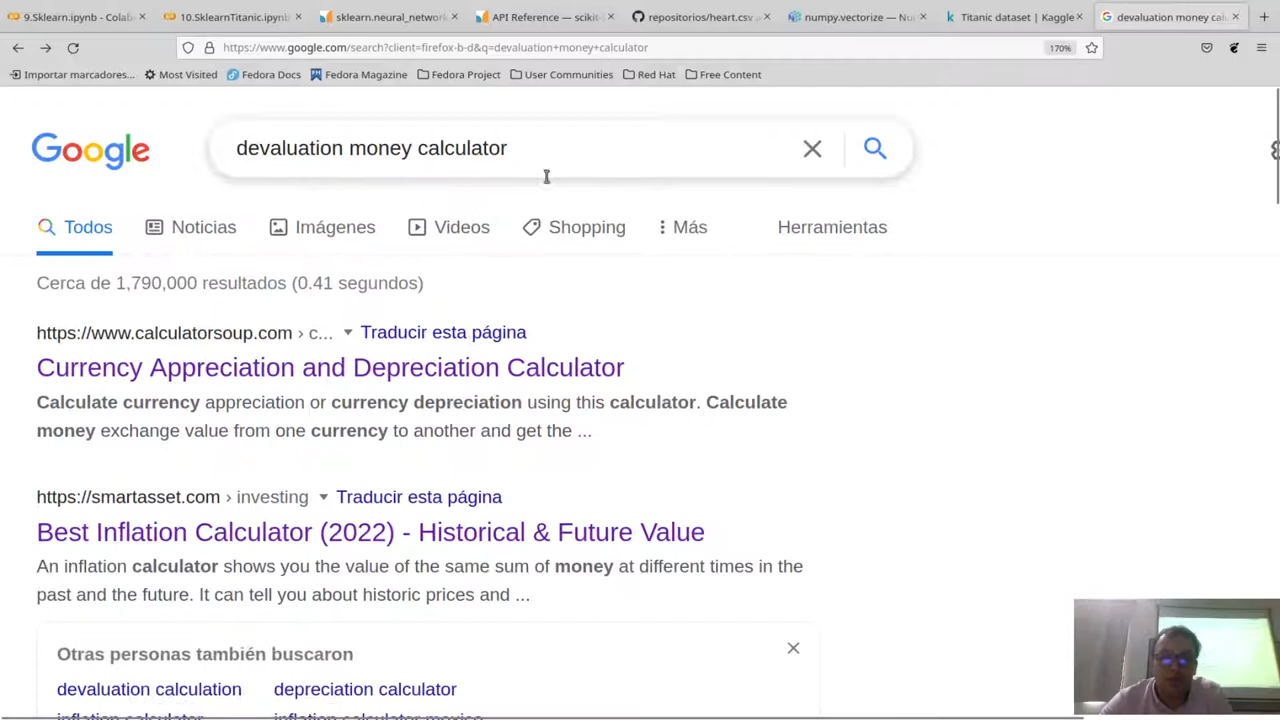 9.Sklearn.ipynb - Colab
10.SklearnTitanic.ipynb
sklearn.neural_network
API Reference — scikit-l
repositorios/heart.csv
numpy.vectorize — Nu
Titanic dataset | Kaggle
devaluation money cal
https://www.google.com/search?client=firefox-b-d&q=devaluation+money+calculator
170%
Importar marcadores...
Most Visited
Fedora Docs
Fedora Magazine
Fedora Project
User Communities
Red Hat
Free Content
Google
devaluation money calculator
Todos
Noticias
Imágenes
Videos
Shopping
Más
Herramientas
Cerca de 1,790,000 resultados (0.41 segundos)
https://www.calculatorsoup.com › c... Traducir esta página
Currency Appreciation and Depreciation Calculator
Calculate currency appreciation or currency depreciation using this calculator. Calculate
money exchange value from one currency to another and get the ...
https://smartasset.com › investing Traducir esta página
Best Inflation Calculator (2022) - Historical & Future Value
An inflation calculator shows you the value of the same sum of money at different times in the
past and the future. It can tell you about historic prices and ...
Otras personas también buscaron
devaluation calculation
depreciation calculator
inflation calculator
inflation calculator mexico